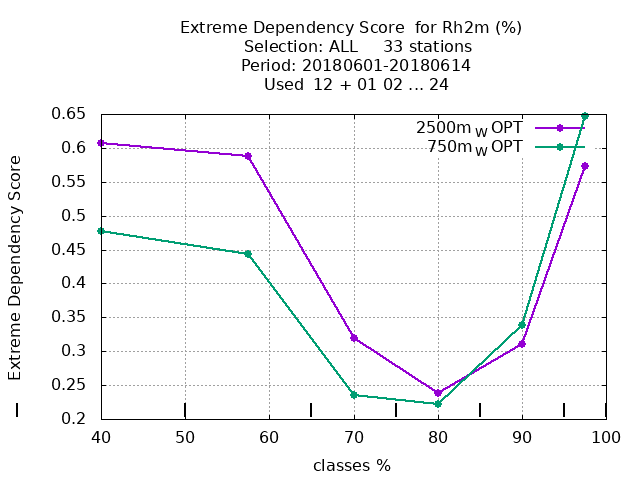 Extreme Dependency Score  for Rh2m (%)
Selection: ALL     33 stations
Period: 20180601-20180614
Used  12 + 01 02 ... 24
2500m W OPT
750m W OPT
Extreme Dependency Score
0.65
0.6
0.55
0.5
0.45
0.4
0.35
0.3
0.25
0.2
40 50 60 70 80 90 100
classes %